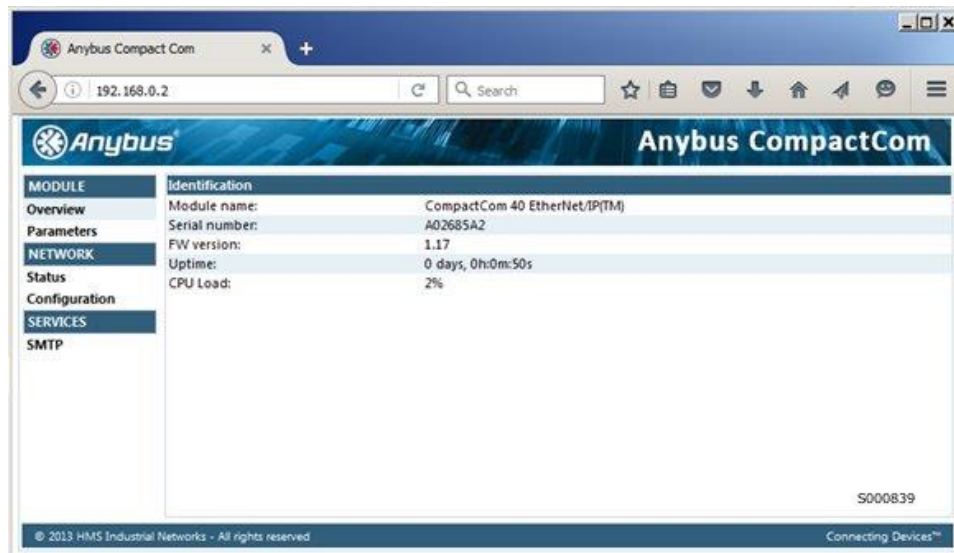 Anybus Compact Com
192.168.0.2
Search
Anybus
Anybus CompactCom
MODULE
Overview
Parameters
NETWORK
Status
Configuration
SERVICES
SMTP
Identification
Module name: CompactCom 40 EtherNet/IP(TM)
Serial number: A02685A2
FW version: 1.17
Uptime: 0 days, 0h:0m:50s
CPU Load: 2%
S000839
© 2013 HMS Industrial Networks - All rights reserved
Connecting Devices™